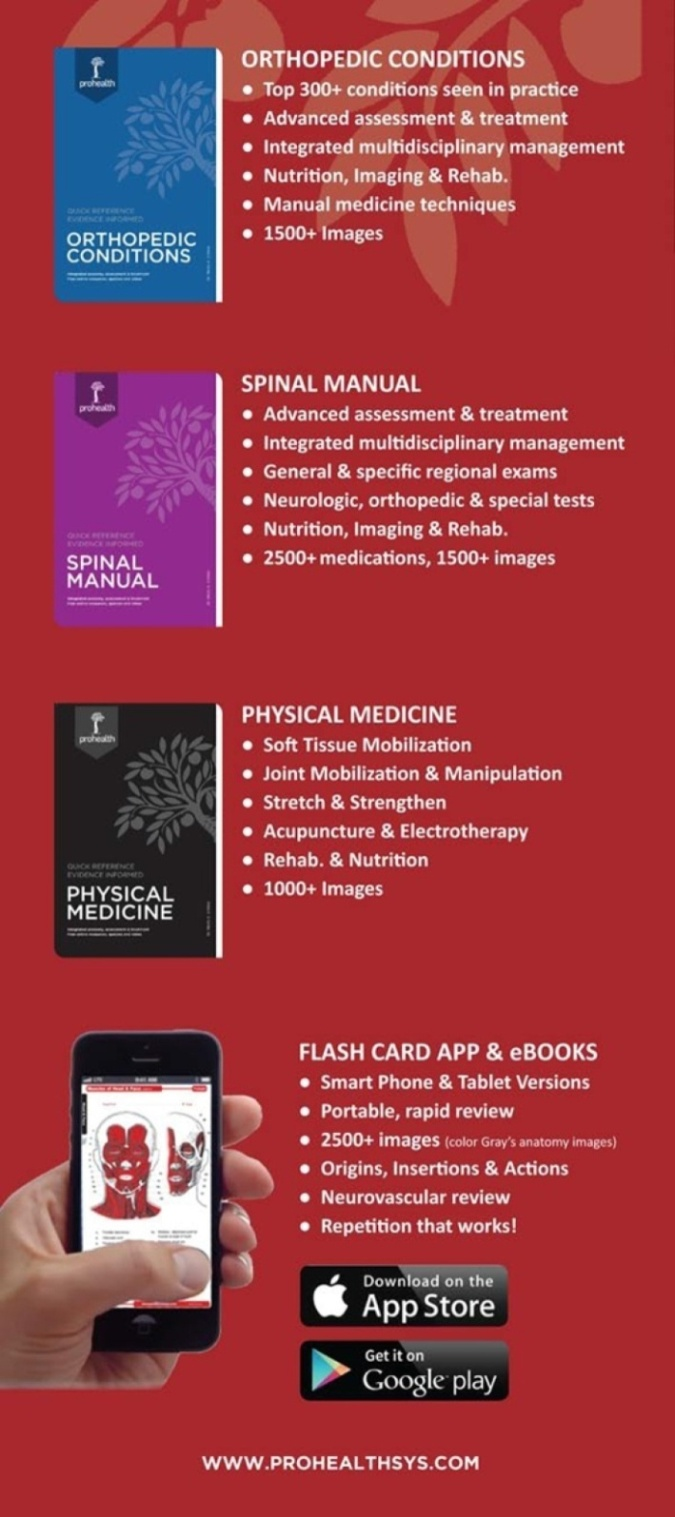 prohealth
QUICK REFERENCE
EVIDENCE INFORMED
ORTHOPEDIC
CONDITIONS
ORTHOPEDIC CONDITIONS
● Top 300+ conditions seen in practice
● Advanced assessment & treatment
● Integrated multidisciplinary management
● Nutrition, Imaging & Rehab.
● Manual medicine techniques
● 1500+ Images
prohealth
QUICK REFERENCE
EVIDENCE INFORMED
SPINAL
MANUAL
SPINAL MANUAL
● Advanced assessment & treatment
● Integrated multidisciplinary management
● General & specific regional exams
● Neurologic, orthopedic & special tests
● Nutrition, Imaging & Rehab.
● 2500+ medications, 1500+ images
prohealth
QUICK REFERENCE
EVIDENCE INFORMED
PHYSICAL
MEDICINE
PHYSICAL MEDICINE
● Soft Tissue Mobilization
● Joint Mobilization & Manipulation
● Stretch & Strengthen
● Acupuncture & Electrotherapy
● Rehab. & Nutrition
● 1000+ Images
FLASH CARD APP & eBOOKS
● Smart Phone & Tablet Versions
● Portable, rapid review
● 2500+ images (color Gray's anatomy images)
● Origins, Insertions & Actions
● Neurovascular review
● Repetition that works!
Download on the
App Store
Get it on
Google play
WWW.PROHEALTHSYS.COM